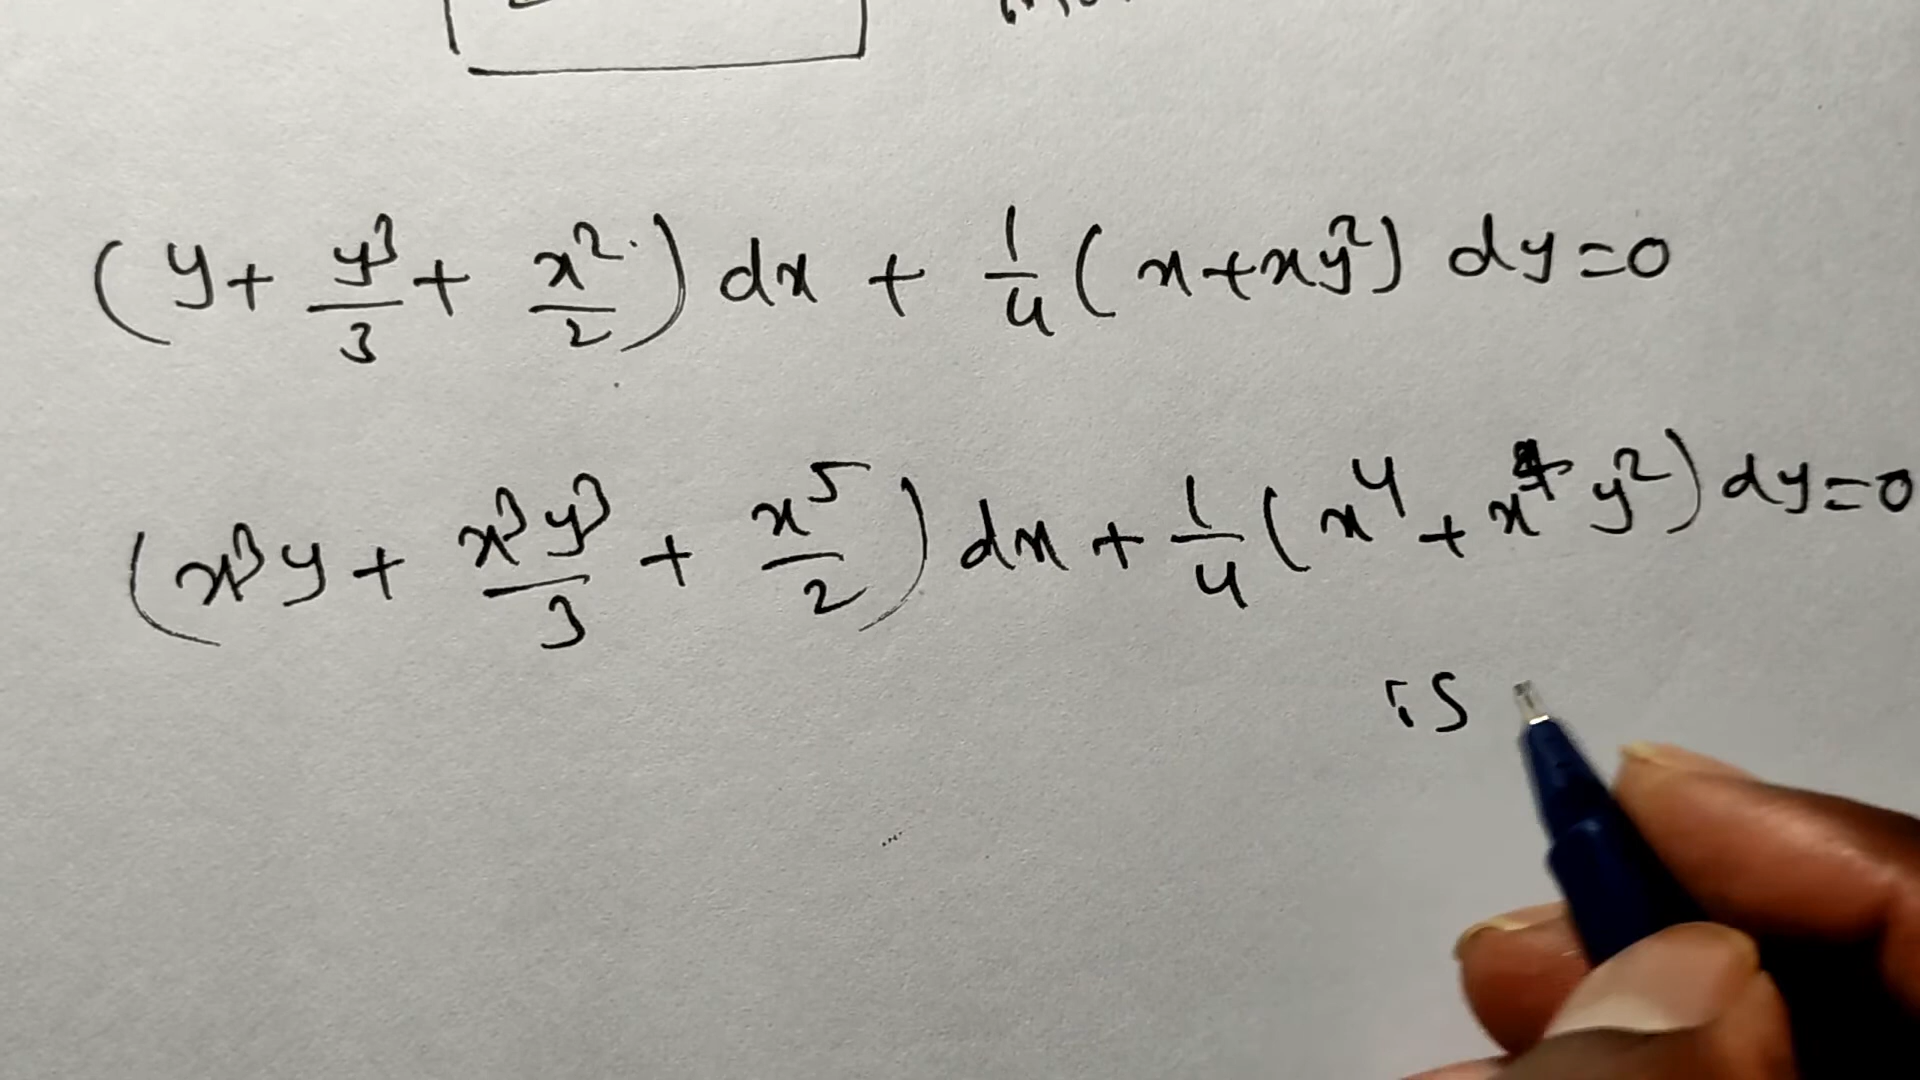 (y + y³/3 + x²/2) dx + 1/4 (x + xy²) dy = 0
(x³y + x³y³/3 + x⁵/2) dx + 1/4 (x⁴ + x⁴y²) dy = 0
is